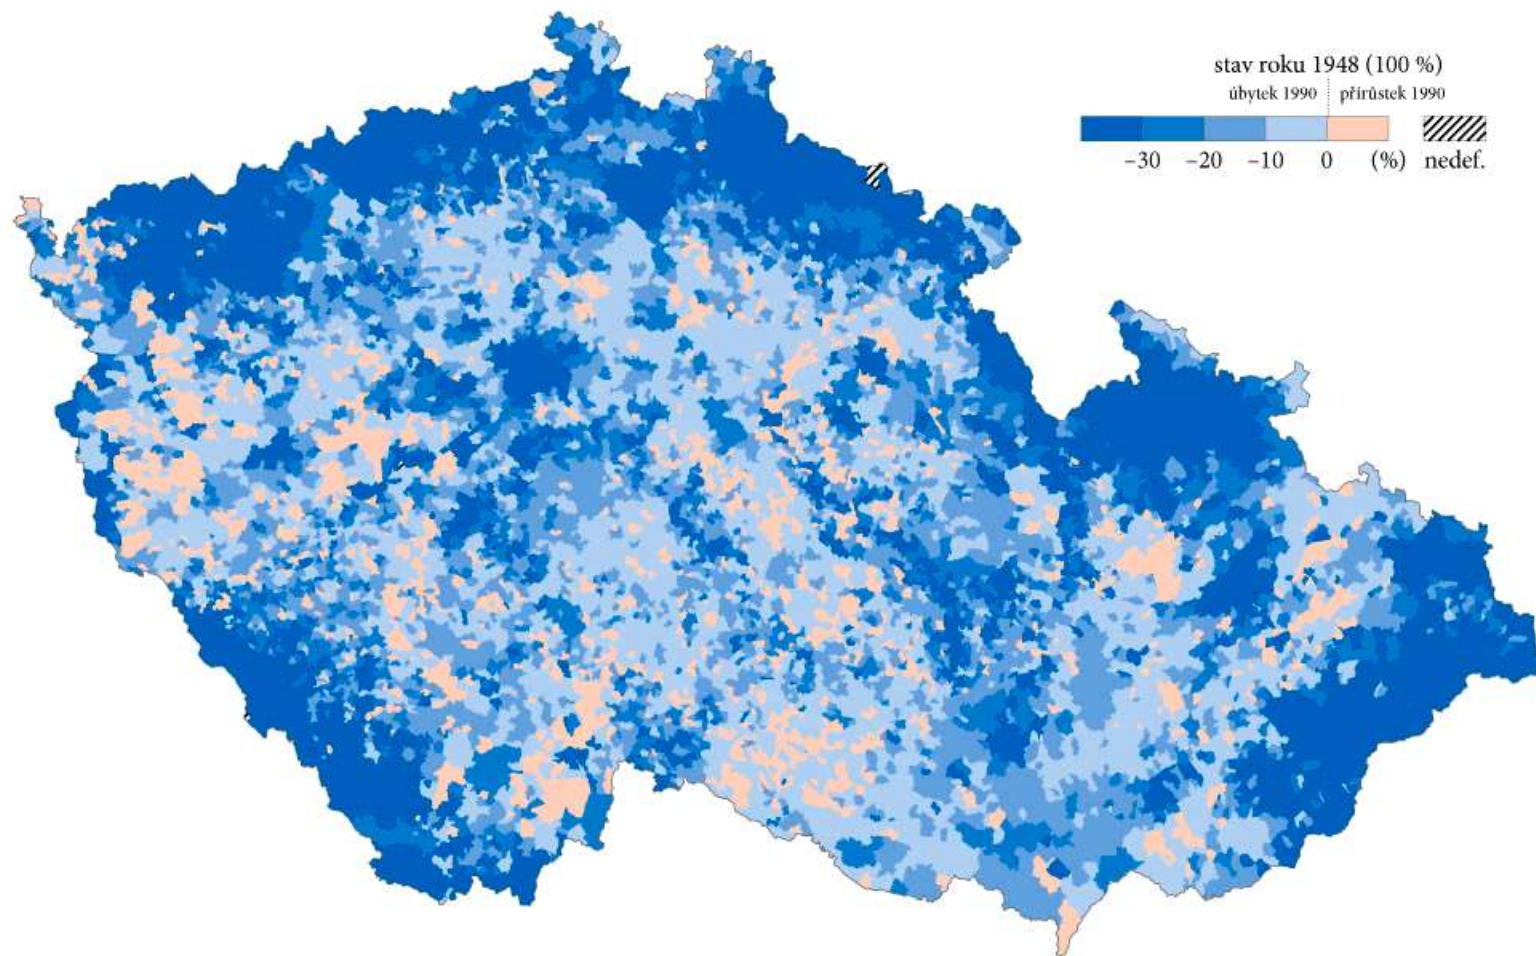 stav roku 1948 (100 %)
úbytek 1990 přírůstek 1990
−30 −20 −10 0 (%) nedef.